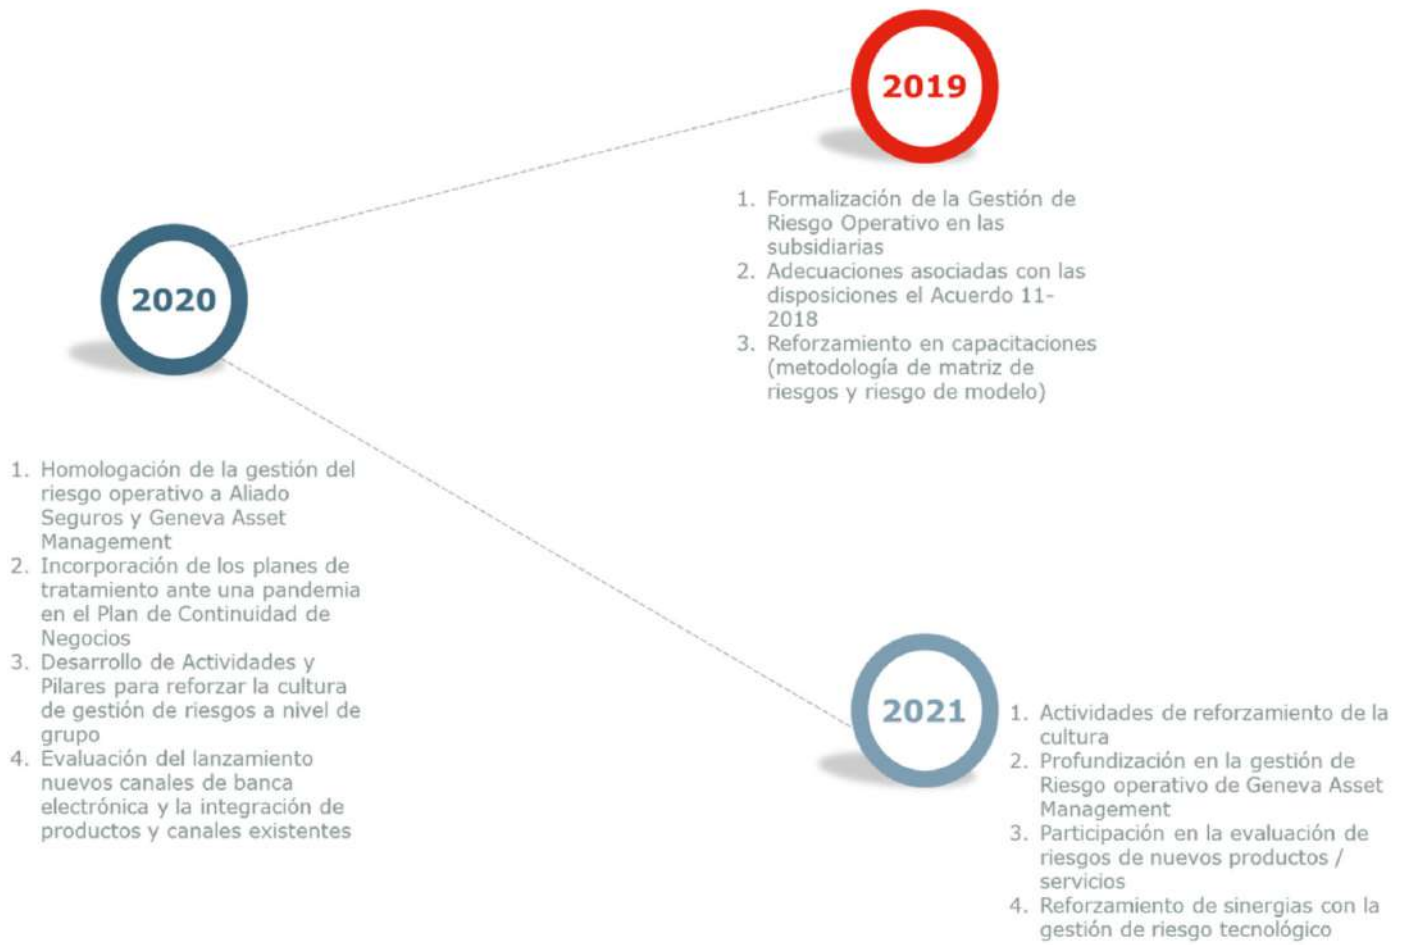 2019
1. Formalización de la Gestión de
Riesgo Operativo en las
subsidiarias
2. Adecuaciones asociadas con las
disposiciones el Acuerdo 11-
2018
3. Reforzamiento en capacitaciones
(metodología de matriz de
riesgos y riesgo de modelo)
2020
1. Homologación de la gestión del
riesgo operativo a Aliado
Seguros y Geneva Asset
Management
2. Incorporación de los planes de
tratamiento ante una pandemia
en el Plan de Continuidad de
Negocios
3. Desarrollo de Actividades y
Pilares para reforzar la cultura
de gestión de riesgos a nivel de
grupo
4. Evaluación del lanzamiento
nuevos canales de banca
electrónica y la integración de
productos y canales existentes
2021
1. Actividades de reforzamiento de la
cultura
2. Profundización en la gestión de
Riesgo operativo de Geneva Asset
Management
3. Participación en la evaluación de
riesgos de nuevos productos /
servicios
4. Reforzamiento de sinergias con la
gestión de riesgo tecnológico